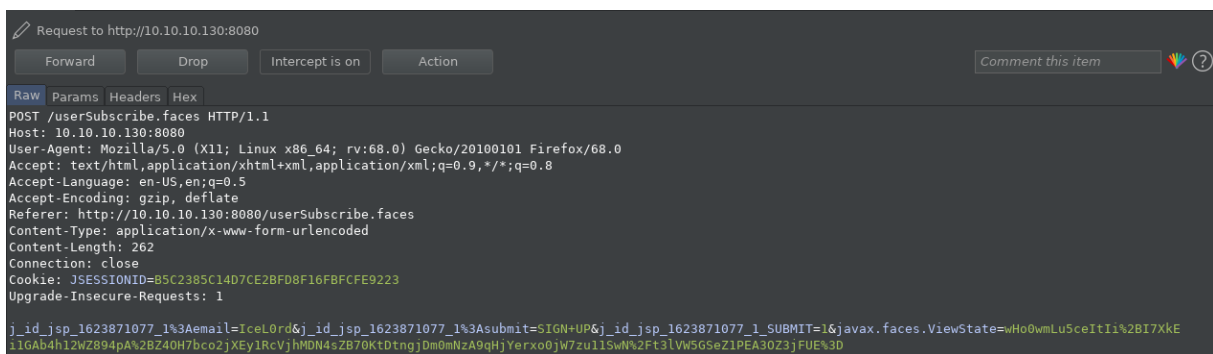 Request to http://10.10.10.130:8080
Forward Drop Intercept is on Action Comment this item ?
Raw Params Headers Hex
POST /userSubscribe.faces HTTP/1.1
Host: 10.10.10.130:8080
User-Agent: Mozilla/5.0 (X11; Linux x86_64; rv:68.0) Gecko/20100101 Firefox/68.0
Accept: text/html,application/xhtml+xml,application/xml;q=0.9,*/*;q=0.8
Accept-Language: en-US,en;q=0.5
Accept-Encoding: gzip, deflate
Referer: http://10.10.10.130:8080/userSubscribe.faces
Content-Type: application/x-www-form-urlencoded
Content-Length: 262
Connection: close
Cookie: JSESSIONID=B5C2385C14D7CE2BFD8F16FBFCFE9223
Upgrade-Insecure-Requests: 1
j_id_jsp_1623871077_1%3Aemail=IceL0rd&j_id_jsp_1623871077_1%3Asubmit=SIGN+UP&j_id_jsp_1623871077_1_SUBMIT=1&javax.faces.ViewState=wHo0wmLu5ceItIi%2BI7XkE
i1GAb4h12WZ894pA%2BZ4OH7bco2jXEy1RcVjhMDN4sZB70KtDtngjDm0mNzA9qHjYerxo0jW7zu11SwN%2Ft3lVW5GSeZ1PEA3OZ3jFUE%3D